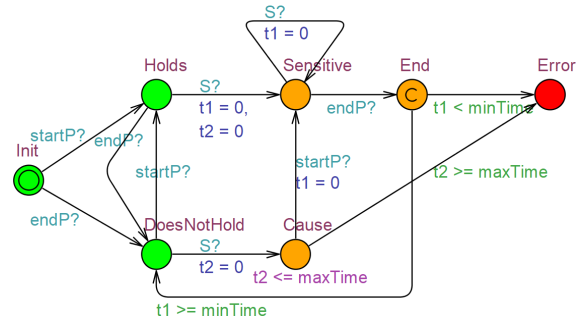 S?
t1 = 0
Holds
Sensitive
End
Error
S?
t1 = 0,
t2 = 0
endP?
C
t1 < minTime
startP?
endP?
Init
startP?
startP?
t1 = 0
t2 >= maxTime
endP?
DoesNotHold
Cause
S?
t2 = 0
t2 <= maxTime
t1 >= minTime